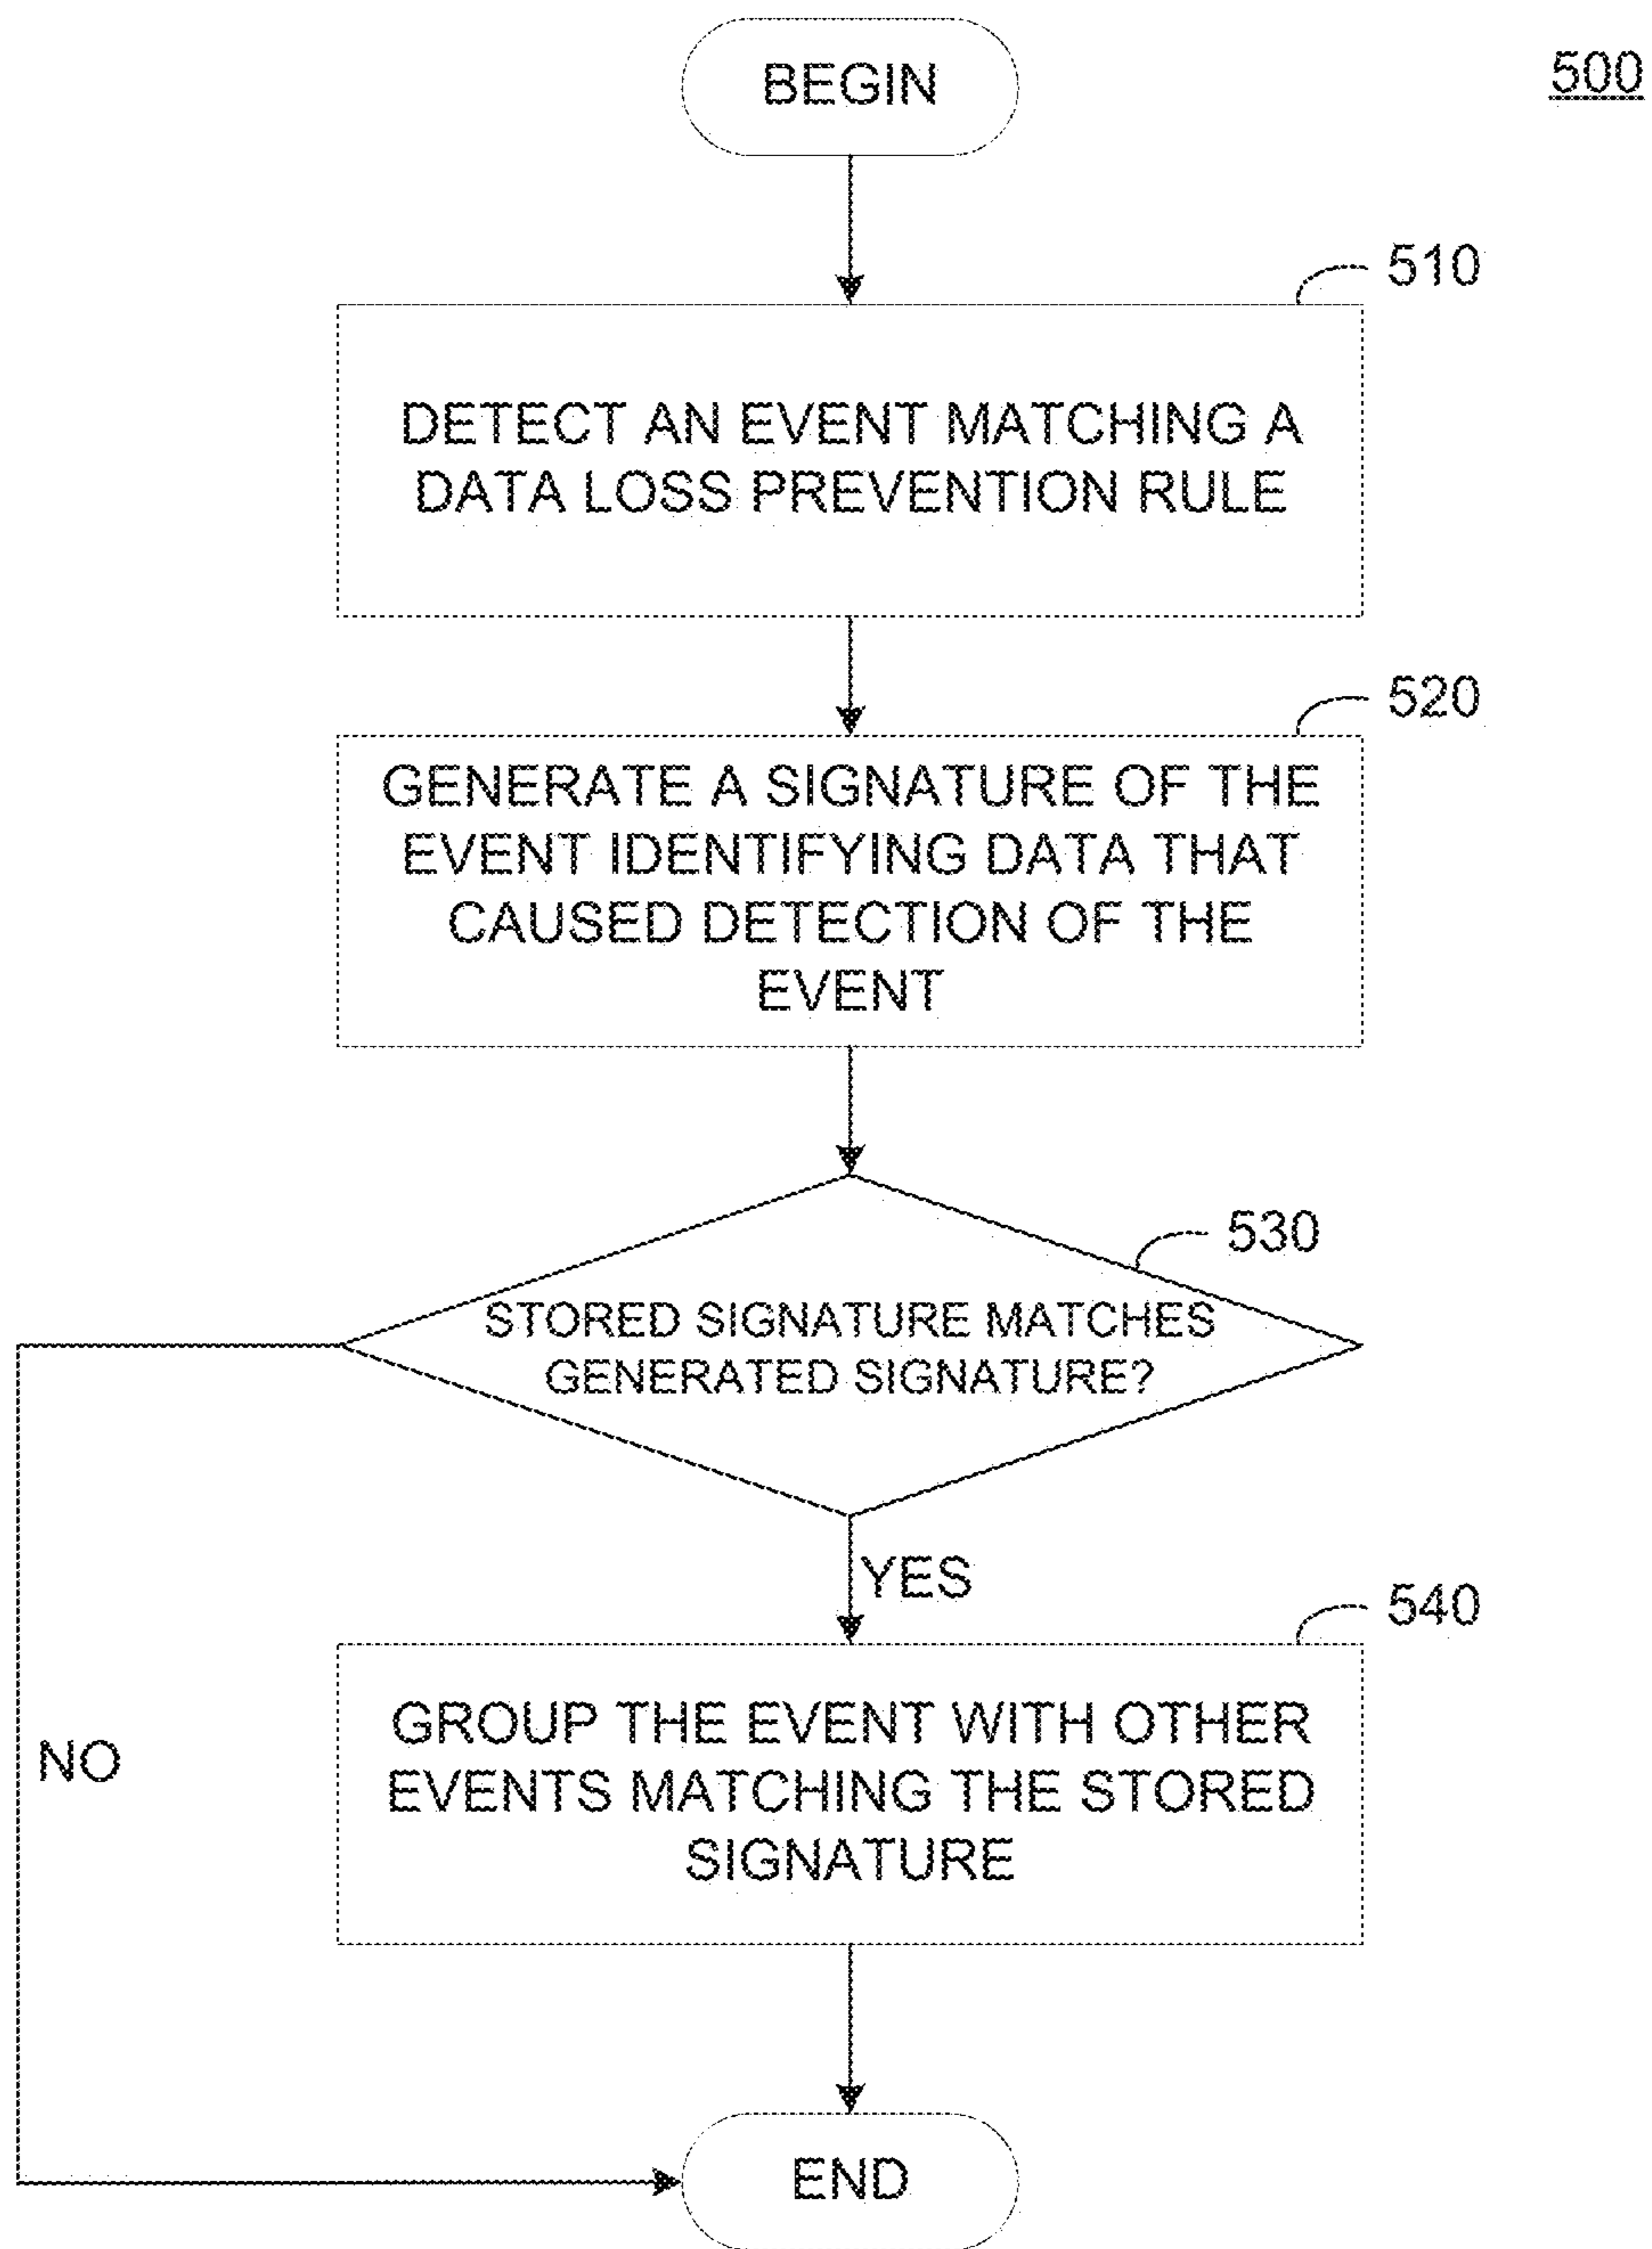 BEGIN
500
510
DETECT AN EVENT MATCHING A
DATA LOSS PREVENTION RULE
520
GENERATE A SIGNATURE OF THE
EVENT IDENTIFYING DATA THAT
CAUSED DETECTION OF THE
EVENT
530
STORED SIGNATURE MATCHES
GENERATED SIGNATURE?
YES
540
GROUP THE EVENT WITH OTHER
EVENTS MATCHING THE STORED
SIGNATURE
NO
END